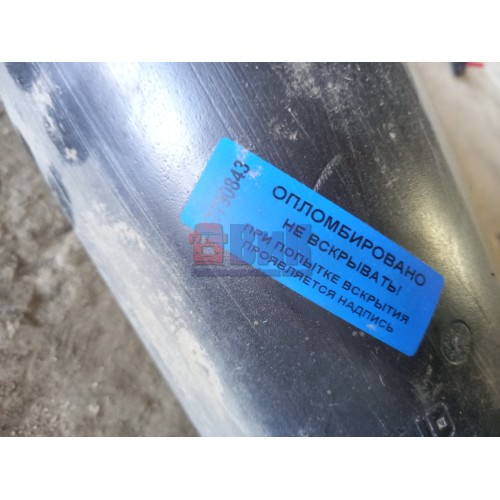 ОПЛОМБИРОВАНО
НЕ ВСКРЫВАТЬ!
ПРИ ПОПЫТКЕ ВСКРЫТИЯ
ПРОЯВЛЯЕТСЯ НАДПИСЬ